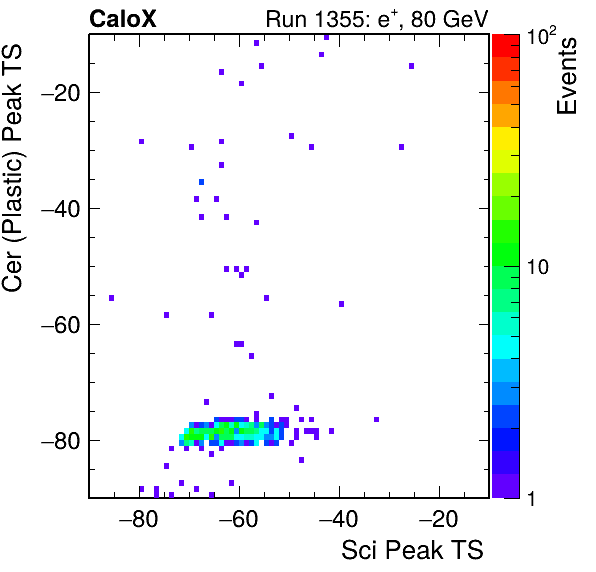 CaloX Run 1355: e⁺, 80 GeV
Cer (Plastic) Peak TS
−20
−40
−60
−80
−80 −60 −40 −20
Sci Peak TS
Events
10²
10
1